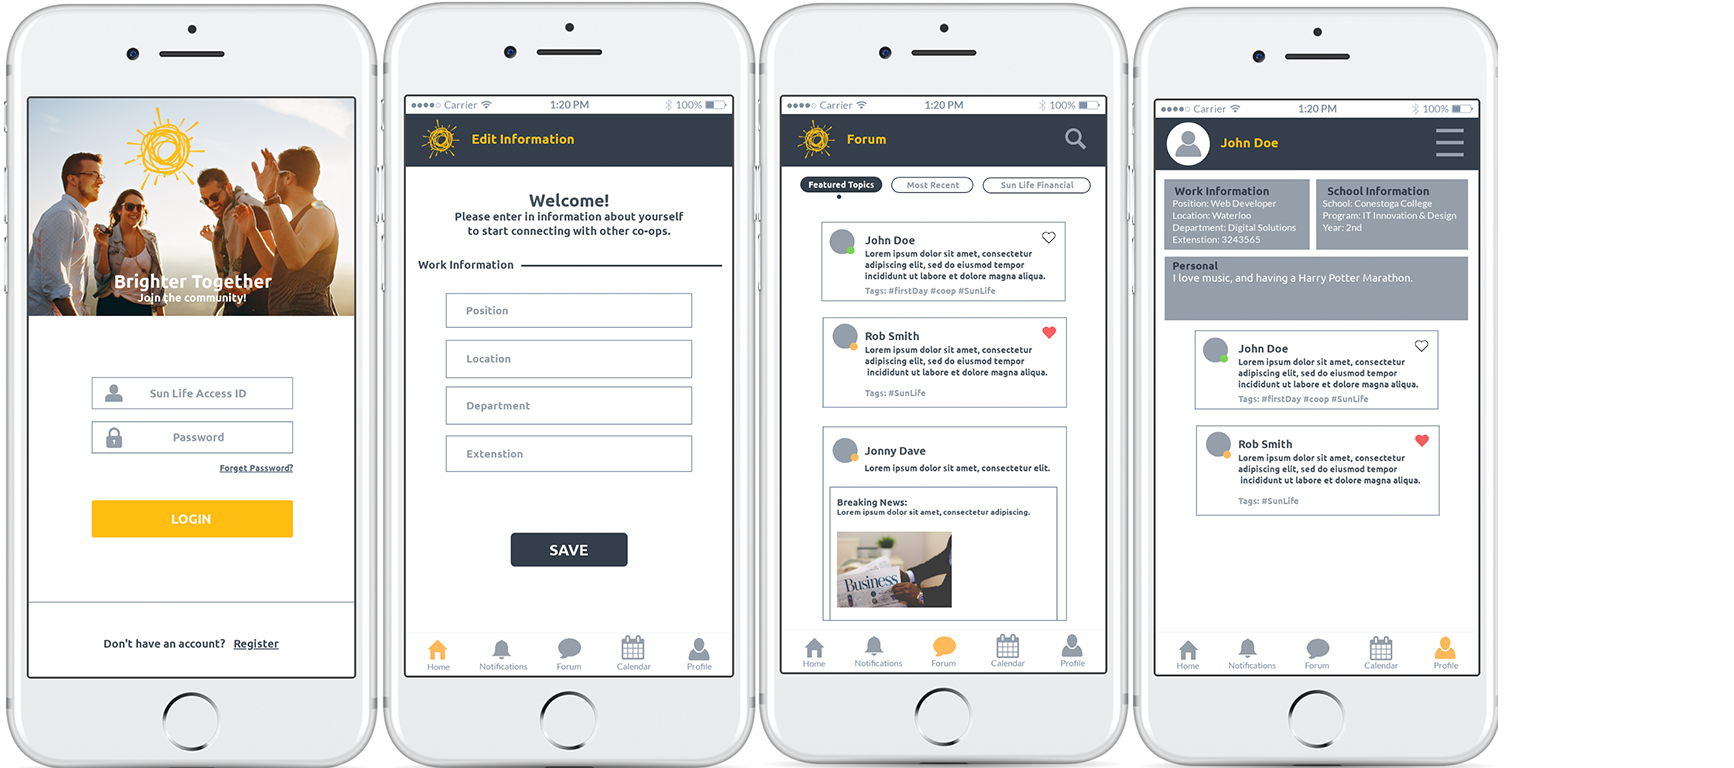 Brighter Together
Join the community!
Sun Life Access ID
Password
Forget Password?
LOGIN
Don't have an account? Register
Carrier 1:20 PM 100%
Edit Information
Welcome!
Please enter in information about yourself
to start connecting with other co-ops.
Work Information
Position
Location
Department
Extenstion
SAVE
Home Notifications Forum Calendar Profile
Carrier 1:20 PM 100%
Forum
Featured Topics Most Recent Sun Life Financial
John Doe
Lorem ipsum dolor sit amet, consectetur
adipiscing elit, sed do eiusmod tempor
incididunt ut labore et dolore magna aliqua.
Tags: #firstDay #coop #SunLife
Rob Smith
Lorem ipsum dolor sit amet, consectetur
adipiscing elit, sed do eiusmod tempor
incididunt ut labore et dolore magna aliqua.
Tags: #SunLife
Jonny Dave
Lorem ipsum dolor sit amet, consectetur elit.
Breaking News:
Lorem ipsum dolor sit amet, consectetur adipiscing.
Business
Home Notifications Forum Calendar Profile
Carrier 1:20 PM 100%
John Doe
Work Information
Position: Web Developer
Location: Waterloo
Department: Digital Solutions
Extenstion: 3243565
School Information
School: Conestoga College
Program: IT Innovation & Design
Year: 2nd
Personal
I love music, and having a Harry Potter Marathon.
John Doe
Lorem ipsum dolor sit amet, consectetur
adipiscing elit, sed do eiusmod tempor
incididunt ut labore et dolore magna aliqua.
Tags: #firstDay #coop #SunLife
Rob Smith
Lorem ipsum dolor sit amet, consectetur
adipiscing elit, sed do eiusmod tempor
incididunt ut labore et dolore magna aliqua.
Tags: #SunLife
Home Notifications Forum Calendar Profile